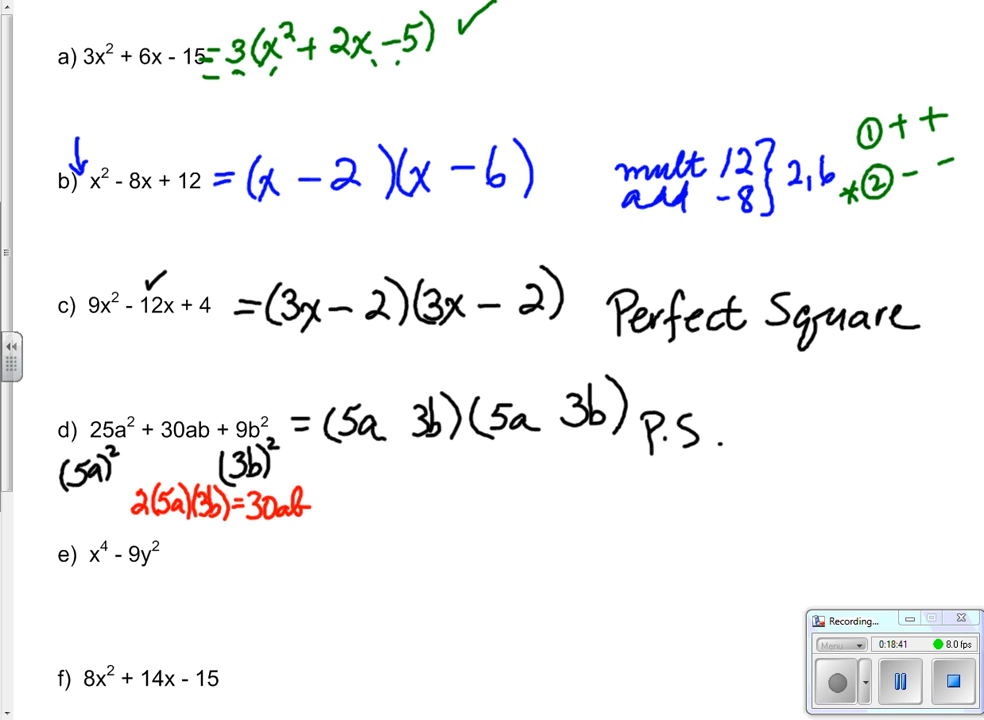 a) 3x² + 6x - 15 = 3(x² + 2x - 5) ✓
b) x² - 8x + 12 = (x - 2)(x - 6) mult 12 } 2, 6 ① + +
add -8 * ② - -
c) 9x² - 12x + 4 = (3x - 2)(3x - 2) Perfect Square
d) 25a² + 30ab + 9b² = (5a 3b)(5a 3b) P.S.
(5a)² (3b)²
2(5a)(3b) = 30ab
e) x⁴ - 9y²
f) 8x² + 14x - 15
Recording...
0:18:41 8.0 fps
Menu